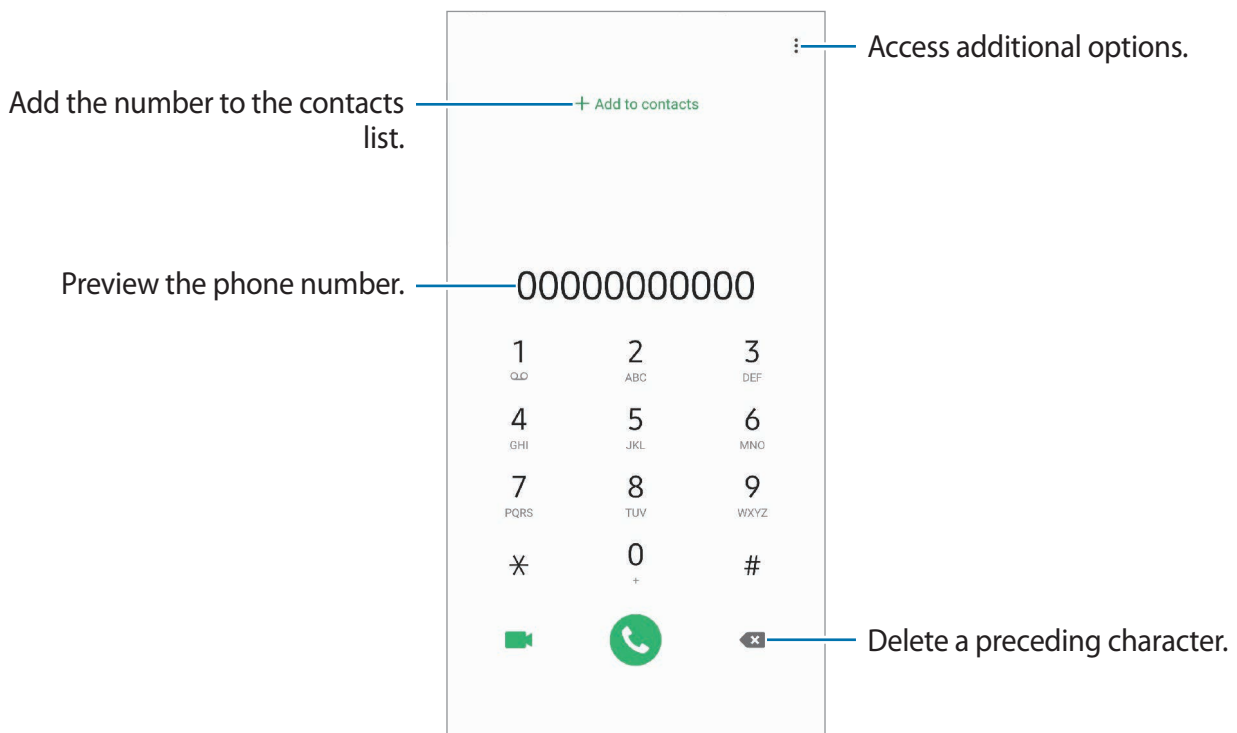 Access additional options.
Add the number to the contacts
list.
+ Add to contacts
Preview the phone number.
00000000000
1 2 3
ABC DEF
4 5 6
GHI JKL MNO
7 8 9
PQRS TUV WXYZ
* 0 #
+
Delete a preceding character.